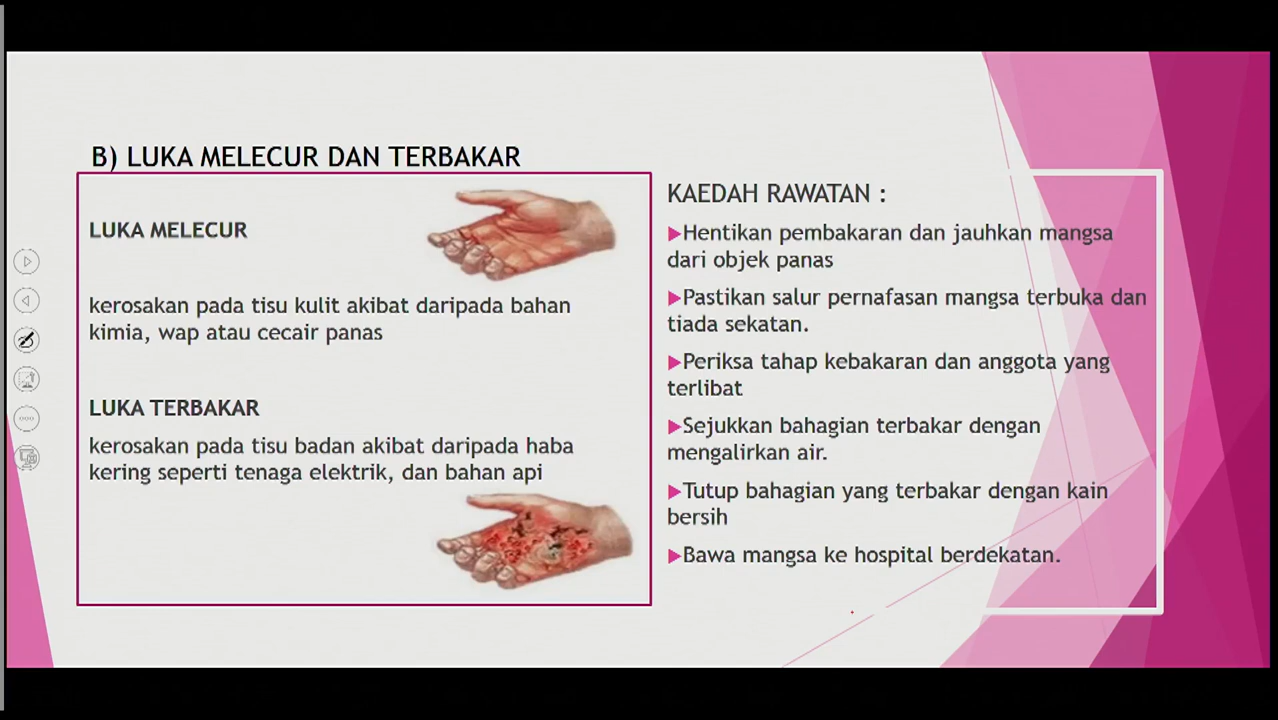 B) LUKA MELECUR DAN TERBAKAR
LUKA MELECUR
kerosakan pada tisu kulit akibat daripada bahan
kimia, wap atau cecair panas
LUKA TERBAKAR
kerosakan pada tisu badan akibat daripada haba
kering seperti tenaga elektrik, dan bahan api
KAEDAH RAWATAN :
Hentikan pembakaran dan jauhkan mangsa
dari objek panas
Pastikan salur pernafasan mangsa terbuka dan
tiada sekatan.
Periksa tahap kebakaran dan anggota yang
terlibat
Sejukkan bahagian terbakar dengan
mengalirkan air.
Tutup bahagian yang terbakar dengan kain
bersih
Bawa mangsa ke hospital berdekatan.